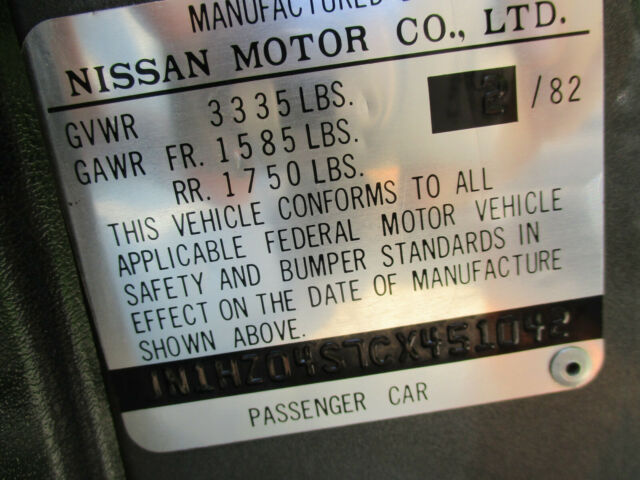 MANUFACTURED
NISSAN MOTOR CO., LTD.
GVWR 3335 LBS. 2 /82
GAWR FR. 1585 LBS.
RR. 1750 LBS.
THIS VEHICLE CONFORMS TO ALL
APPLICABLE FEDERAL MOTOR VEHICLE
SAFETY AND BUMPER STANDARDS IN
EFFECT ON THE DATE OF MANUFACTURE
SHOWN ABOVE.
JN1HZ04S7CX451042
PASSENGER CAR